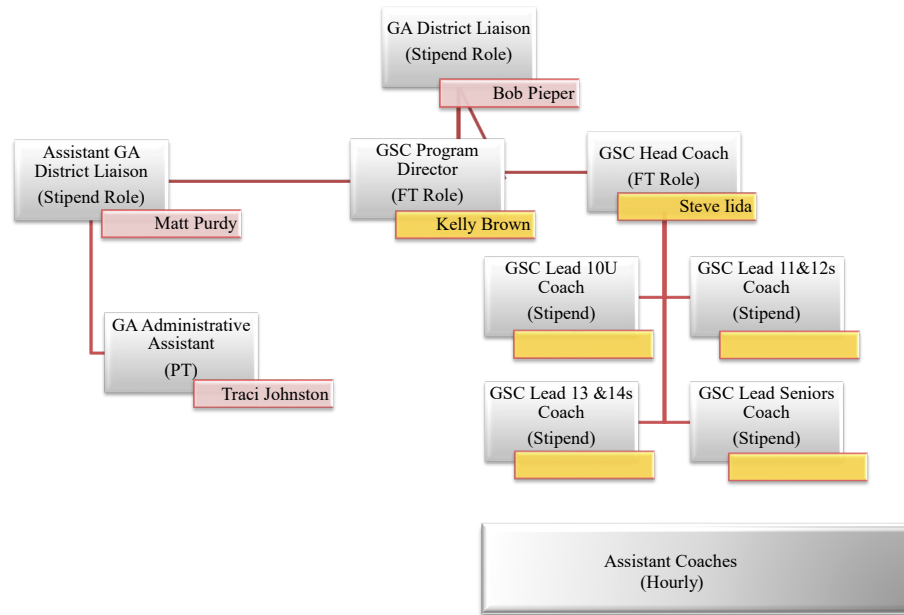 GA District Liaison
(Stipend Role)
Bob Pieper
Assistant GA
District Liaison
(Stipend Role)
Matt Purdy
GSC Program
Director
(FT Role)
Kelly Brown
GSC Head Coach
(FT Role)
Steve Iida
GA Administrative
Assistant
(PT)
Traci Johnston
GSC Lead 10U
Coach
(Stipend)
GSC Lead 11&12s
Coach
(Stipend)
GSC Lead 13 &14s
Coach
(Stipend)
GSC Lead Seniors
Coach
(Stipend)
Assistant Coaches
(Hourly)